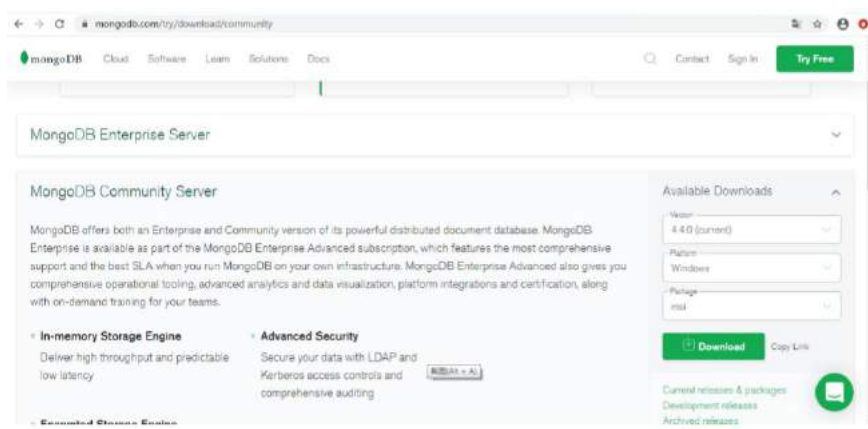 mongodb.com/try/download/community
mongoDB Cloud Software Learn Solutions Docs Contact Sign In Try Free
MongoDB Enterprise Server
MongoDB Community Server
MongoDB offers both an Enterprise and Community version of its powerful distributed document database. MongoDB
Enterprise is available as part of the MongoDB Enterprise Advanced subscription, which features the most comprehensive
support and the best SLA when you run MongoDB on your own infrastructure. MongoDB Enterprise Advanced also gives you
comprehensive operational tooling, advanced analytics and data visualization, platform integrations and certification, along
with on-demand training for your teams.
In-memory Storage Engine
Deliver high throughput and predictable
low latency
Advanced Security
Secure your data with LDAP and
Kerberos access controls and
comprehensive auditing
(Alt + A)
Encrypted Storage Engine
Available Downloads
Version
4.4.0 (current)
Platform
Windows
Package
msi
Download Copy Link
Current releases & packages
Development releases
Archived releases